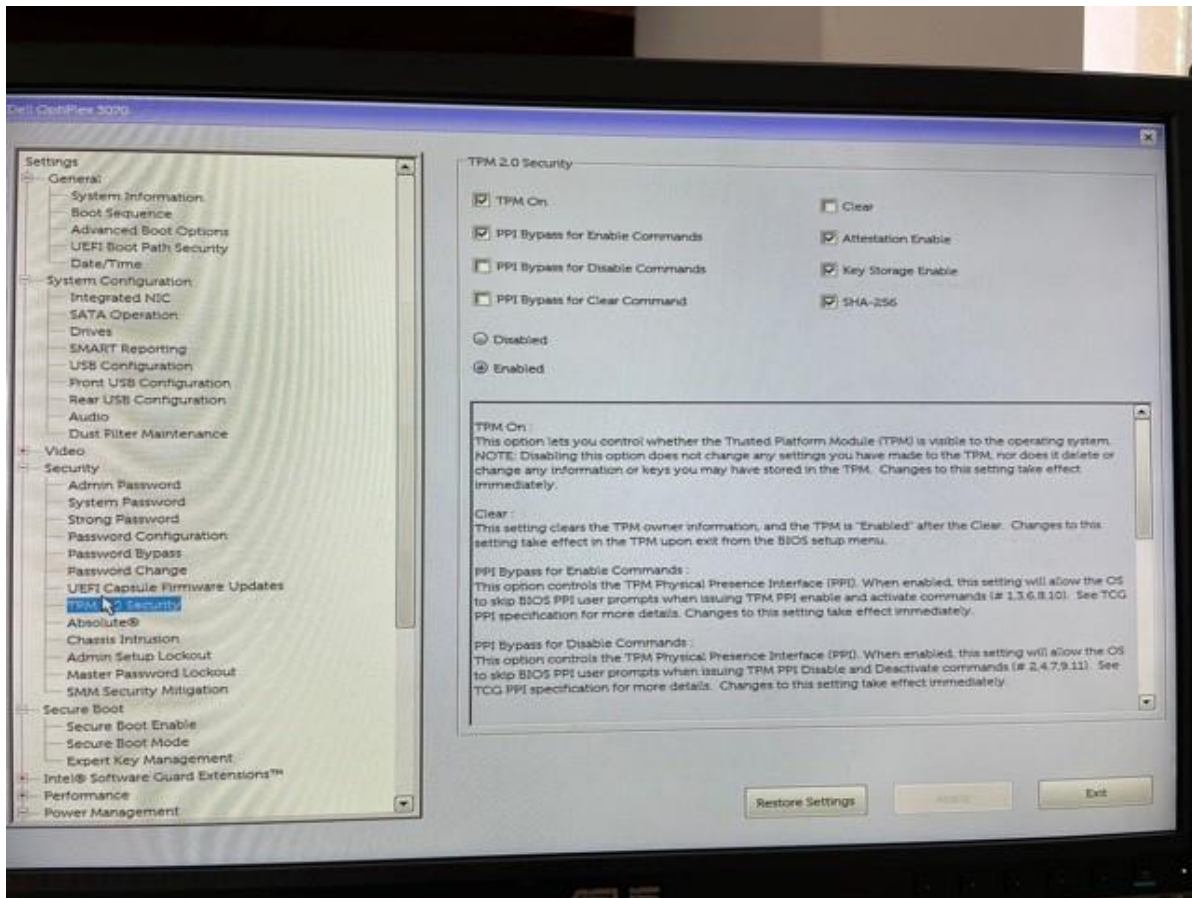 Dell OptiPlex 3070
Settings
General
System Information
Boot Sequence
Advanced Boot Options
UEFI Boot Path Security
Date/Time
System Configuration
Integrated NIC
SATA Operation
Drives
SMART Reporting
USB Configuration
Front USB Configuration
Rear USB Configuration
Audio
Dust Filter Maintenance
Video
Security
Admin Password
System Password
Strong Password
Password Configuration
Password Bypass
Password Change
UEFI Capsule Firmware Updates
TPM 2.0 Security
Absolute®
Chassis Intrusion
Admin Setup Lockout
Master Password Lockout
SMM Security Mitigation
Secure Boot
Secure Boot Enable
Secure Boot Mode
Expert Key Management
Intel® Software Guard Extensions™
Performance
Power Management
TPM 2.0 Security
TPM On
Clear
PPI Bypass for Enable Commands
Attestation Enable
PPI Bypass for Disable Commands
Key Storage Enable
PPI Bypass for Clear Command
SHA-256
Disabled
Enabled
TPM On :
This option lets you control whether the Trusted Platform Module (TPM) is visible to the operating system.
NOTE: Disabling this option does not change any settings you have made to the TPM, nor does it delete or
change any information or keys you may have stored in the TPM. Changes to this setting take effect
immediately.
Clear :
This setting clears the TPM owner information, and the TPM is "Enabled" after the Clear. Changes to this
setting take effect in the TPM upon exit from the BIOS setup menu.
PPI Bypass for Enable Commands :
This option controls the TPM Physical Presence Interface (PPI). When enabled, this setting will allow the OS
to skip BIOS PPI user prompts when issuing TPM PPI enable and activate commands (# 1,3,6,8,10). See TCG
PPI specification for more details. Changes to this setting take effect immediately.
PPI Bypass for Disable Commands :
This option controls the TPM Physical Presence Interface (PPI). When enabled, this setting will allow the OS
to skip BIOS PPI user prompts when issuing TPM PPI Disable and Deactivate commands (# 2,4,7,9,11). See
TCG PPI specification for more details. Changes to this setting take effect immediately.
Restore Settings
Exit